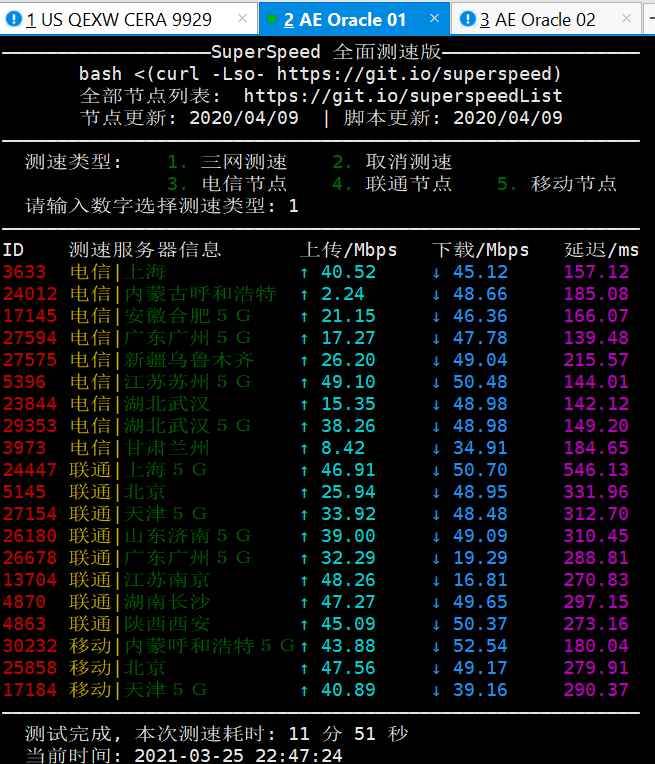 1 US QEXW CERA 9929 × 2 AE Oracle 01 × 3 AE Oracle 02 ×
SuperSpeed 全面测速版
bash <(curl -Lso- https://git.io/superspeed)
全部节点列表: https://git.io/superspeedList
节点更新: 2020/04/09 | 脚本更新: 2020/04/09
测速类型: 1. 三网测速 2. 取消测速
3. 电信节点 4. 联通节点 5. 移动节点
请输入数字选择测速类型: 1
ID 测速服务器信息 上传/Mbps 下载/Mbps 延迟/ms
3633 电信|上海 ↑ 40.52 ↓ 45.12 157.12
24012 电信|内蒙古呼和浩特 ↑ 2.24 ↓ 48.66 185.08
17145 电信|安徽合肥5G ↑ 21.15 ↓ 46.36 166.07
27594 电信|广东广州5G ↑ 17.27 ↓ 47.78 139.48
27575 电信|新疆乌鲁木齐 ↑ 26.20 ↓ 49.04 215.57
5396 电信|江苏苏州5G ↑ 49.10 ↓ 50.48 144.01
23844 电信|湖北武汉 ↑ 15.35 ↓ 48.98 142.12
29353 电信|湖北武汉5G ↑ 38.26 ↓ 48.98 149.20
3973 电信|甘肃兰州 ↑ 8.42 ↓ 34.91 184.65
24447 联通|上海5G ↑ 46.91 ↓ 50.70 546.13
5145 联通|北京 ↑ 25.94 ↓ 48.95 331.96
27154 联通|天津5G ↑ 33.92 ↓ 48.48 312.70
26180 联通|山东济南5G ↑ 39.00 ↓ 49.09 310.45
26678 联通|广东广州5G ↑ 32.29 ↓ 19.29 288.81
13704 联通|江苏南京 ↑ 48.26 ↓ 16.81 270.83
4870 联通|湖南长沙 ↑ 47.27 ↓ 49.65 297.15
4863 联通|陕西西安 ↑ 45.09 ↓ 50.37 273.16
30232 移动|内蒙呼和浩特5G ↑ 43.88 ↓ 52.54 180.04
25858 移动|北京 ↑ 47.56 ↓ 49.17 279.91
17184 移动|天津5G ↑ 40.89 ↓ 39.16 290.37
测试完成, 本次测速耗时: 11 分 51 秒
当前时间: 2021-03-25 22:47:24